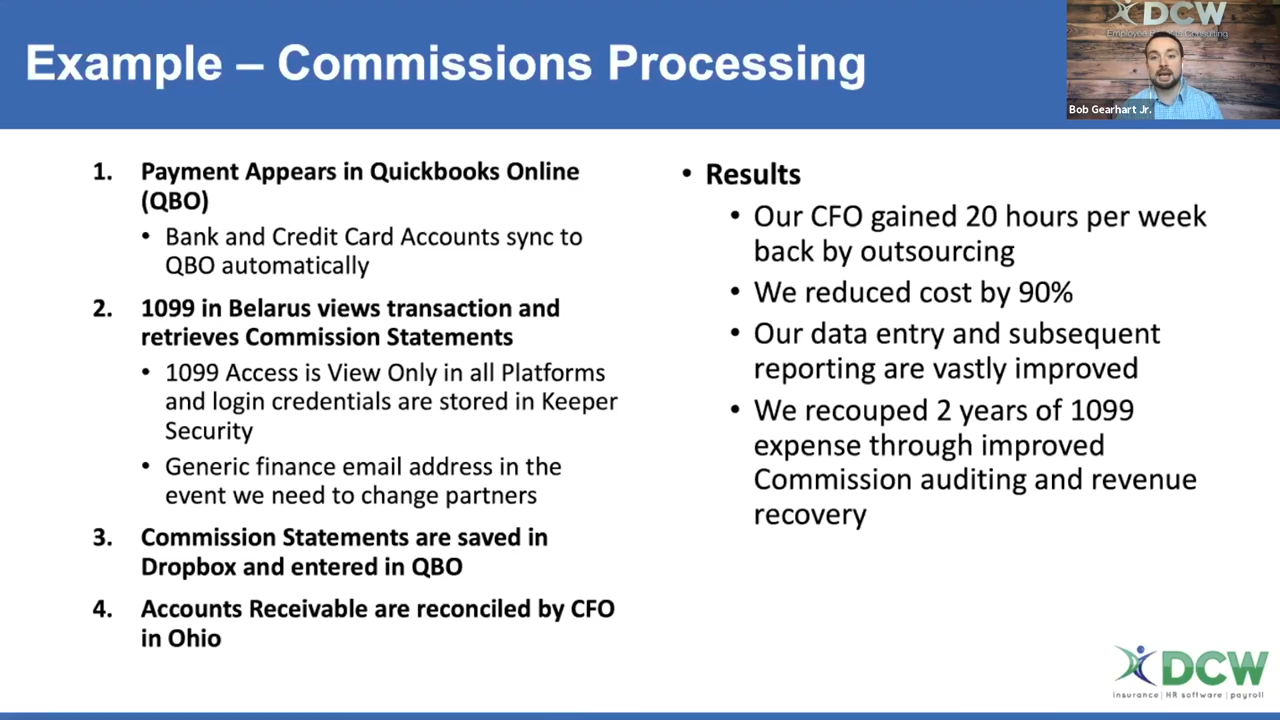 Example – Commissions Processing
DCW
Employee Benefits Consulting
Bob Gearhart Jr.
1. Payment Appears in Quickbooks Online
(QBO)
• Bank and Credit Card Accounts sync to
QBO automatically
2. 1099 in Belarus views transaction and
retrieves Commission Statements
• 1099 Access is View Only in all Platforms
and login credentials are stored in Keeper
Security
• Generic finance email address in the
event we need to change partners
3. Commission Statements are saved in
Dropbox and entered in QBO
4. Accounts Receivable are reconciled by CFO
in Ohio
• Results
• Our CFO gained 20 hours per week
back by outsourcing
• We reduced cost by 90%
• Our data entry and subsequent
reporting are vastly improved
• We recouped 2 years of 1099
expense through improved
Commission auditing and revenue
recovery
DCW
insurance | HR software | payroll